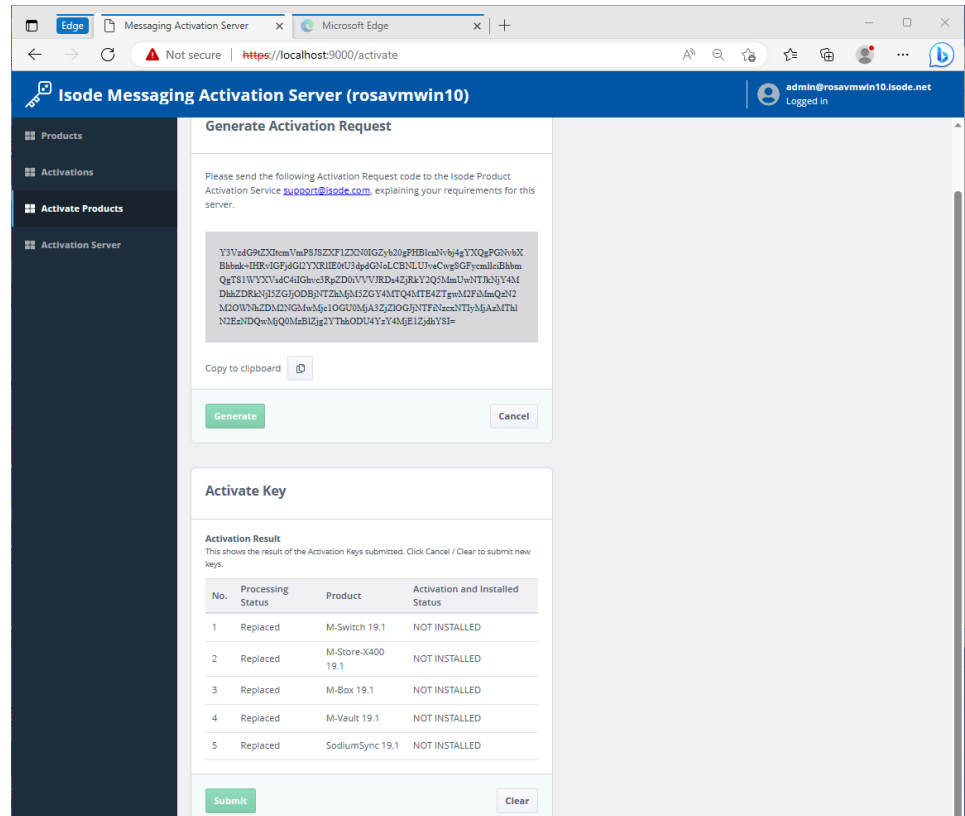 Edge
Messaging Activation Server
Microsoft Edge
Not secure
https://localhost:9000/activate
Isode Messaging Activation Server (rosavmwin10)
admin@rosavmwin10.isode.net
Logged in
Products
Activations
Activate Products
Activation Server
Generate Activation Request
Please send the following Activation Request code to the Isode Product
Activation Service support@isode.com, explaining your requirements for this
server.
Copy to clipboard
Generate
Cancel
Activate Key
Activation Result
This shows the result of the Activation Keys submitted. Click Cancel / Clear to submit new
keys.
No. Processing Status Product Activation and Installed Status
1 Replaced M-Switch 19.1 NOT INSTALLED
2 Replaced M-Store-X400 19.1 NOT INSTALLED
3 Replaced M-Box 19.1 NOT INSTALLED
4 Replaced M-Vault 19.1 NOT INSTALLED
5 Replaced SodiumSync 19.1 NOT INSTALLED
Submit
Clear